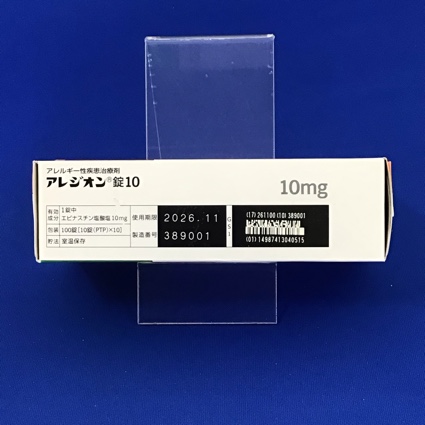 アレルギー性疾患治療剤
アレジオン®錠10
10mg
有効成分 1錠中 エピナスチン塩酸塩10mg
包装 100錠[10錠(PTP)×10]
貯法 室温保存
使用期限 2026.11
製造番号 389001
GS1
(17)261100(10)389001
(01)14987413040515